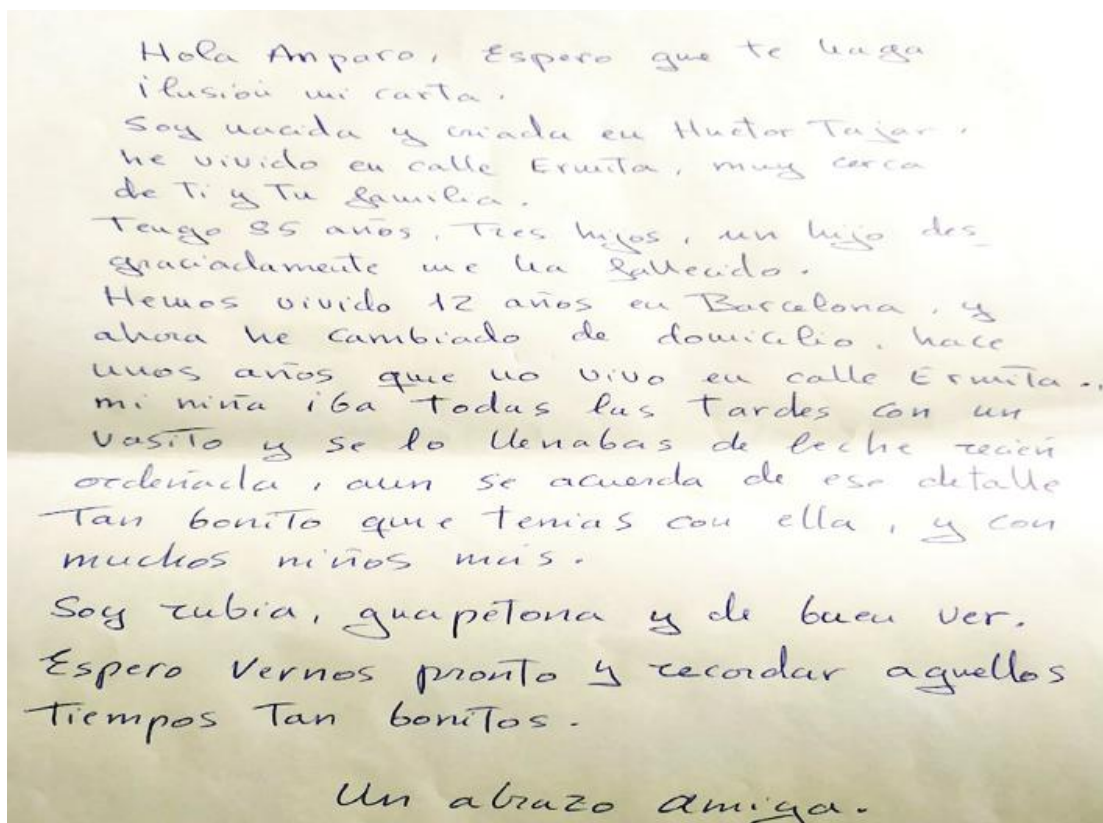 Hola Amparo, Espero que te haga
ilusión mi carta.
Soy nacida y criada en Huetor Tajar,
he vivido en calle Ermita, muy cerca
de Ti y Tu familia.
Tengo 85 años, Tres hijos, un hijo des_
graciadamente me ha fallecido.
Hemos vivido 12 años en Barcelona, y
ahora he cambiado de domicilio, hace
unos años que no vivo en calle Ermita..
mi niña iba Todas las Tardes con un
Vasito y se lo llenabas de leche recién
ordeñada, aun se acuerda de ese detalle
Tan bonito que tenias con ella, y con
muchos niños más.
Soy rubia, guapetona y de buen ver.
Espero Vernos pronto y recordar aquellos
Tiempos Tan bonitos.
Un abrazo amiga.